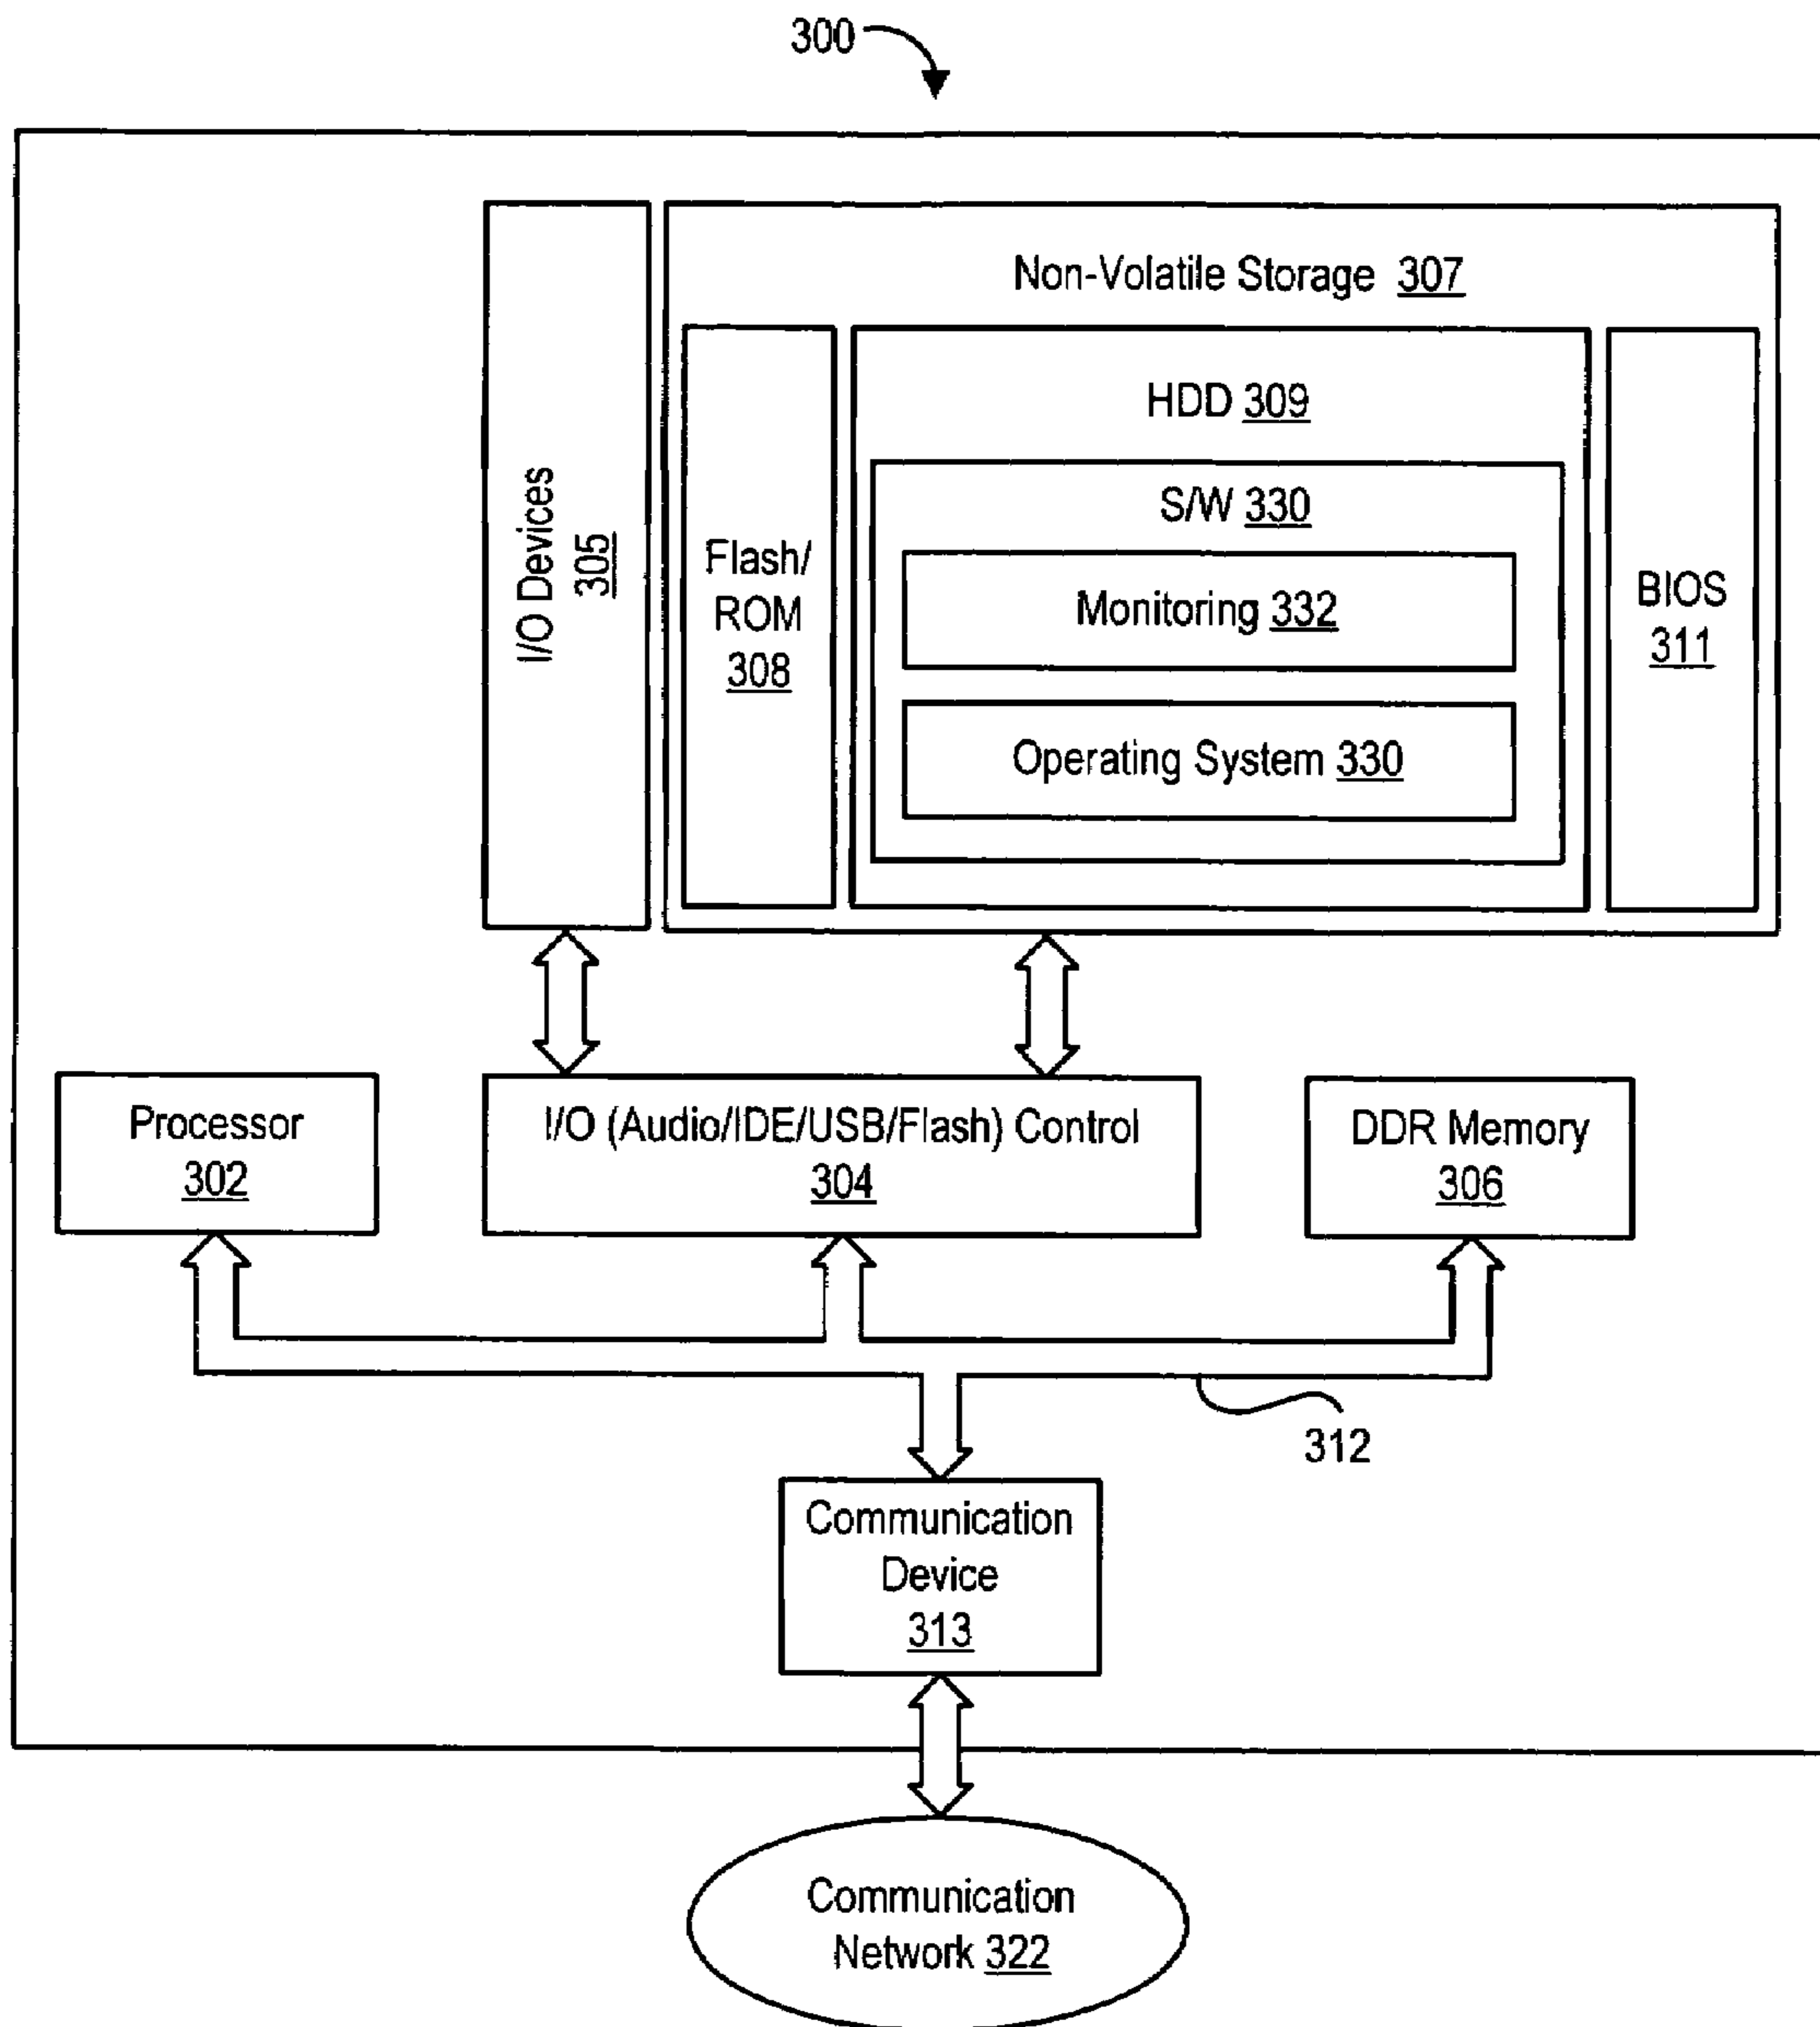 300
Non-Volatile Storage 307
I/O Devices
305
Flash/
ROM
308
HDD 309
S/W 330
Monitoring 332
Operating System 330
BIOS
311
Processor
302
I/O (Audio/IDE/USB/Flash) Control
304
DDR Memory
306
312
Communication
Device
313
Communication
Network 322